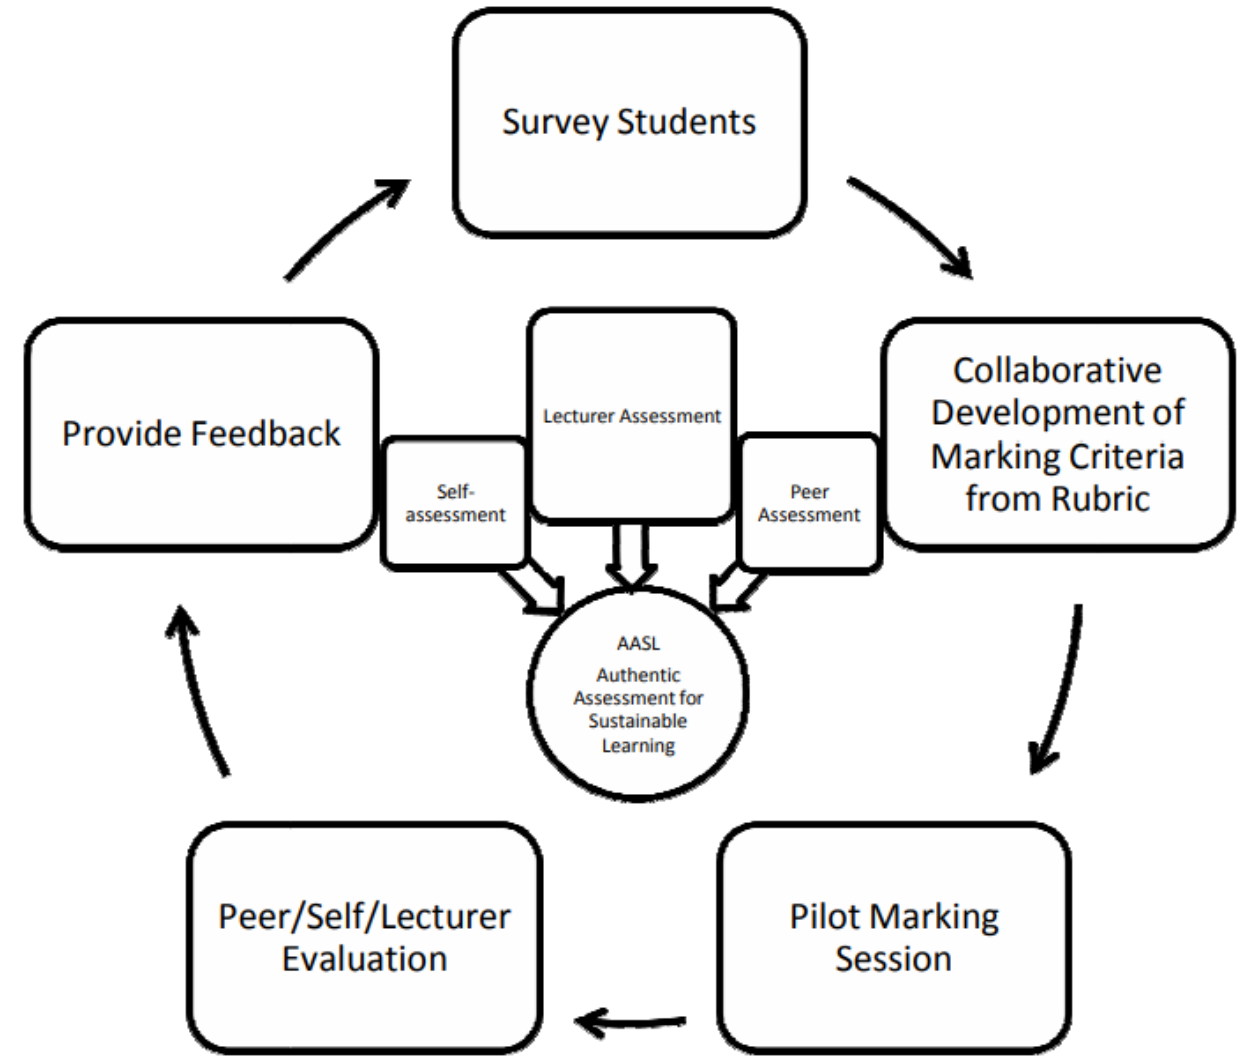 Survey Students
Provide Feedback
Lecturer Assessment
Collaborative
Development of
Marking Criteria
from Rubric
Self-
assessment
Peer
Assessment
AASL
Authentic
Assessment for
Sustainable
Learning
Peer/Self/Lecturer
Evaluation
Pilot Marking
Session